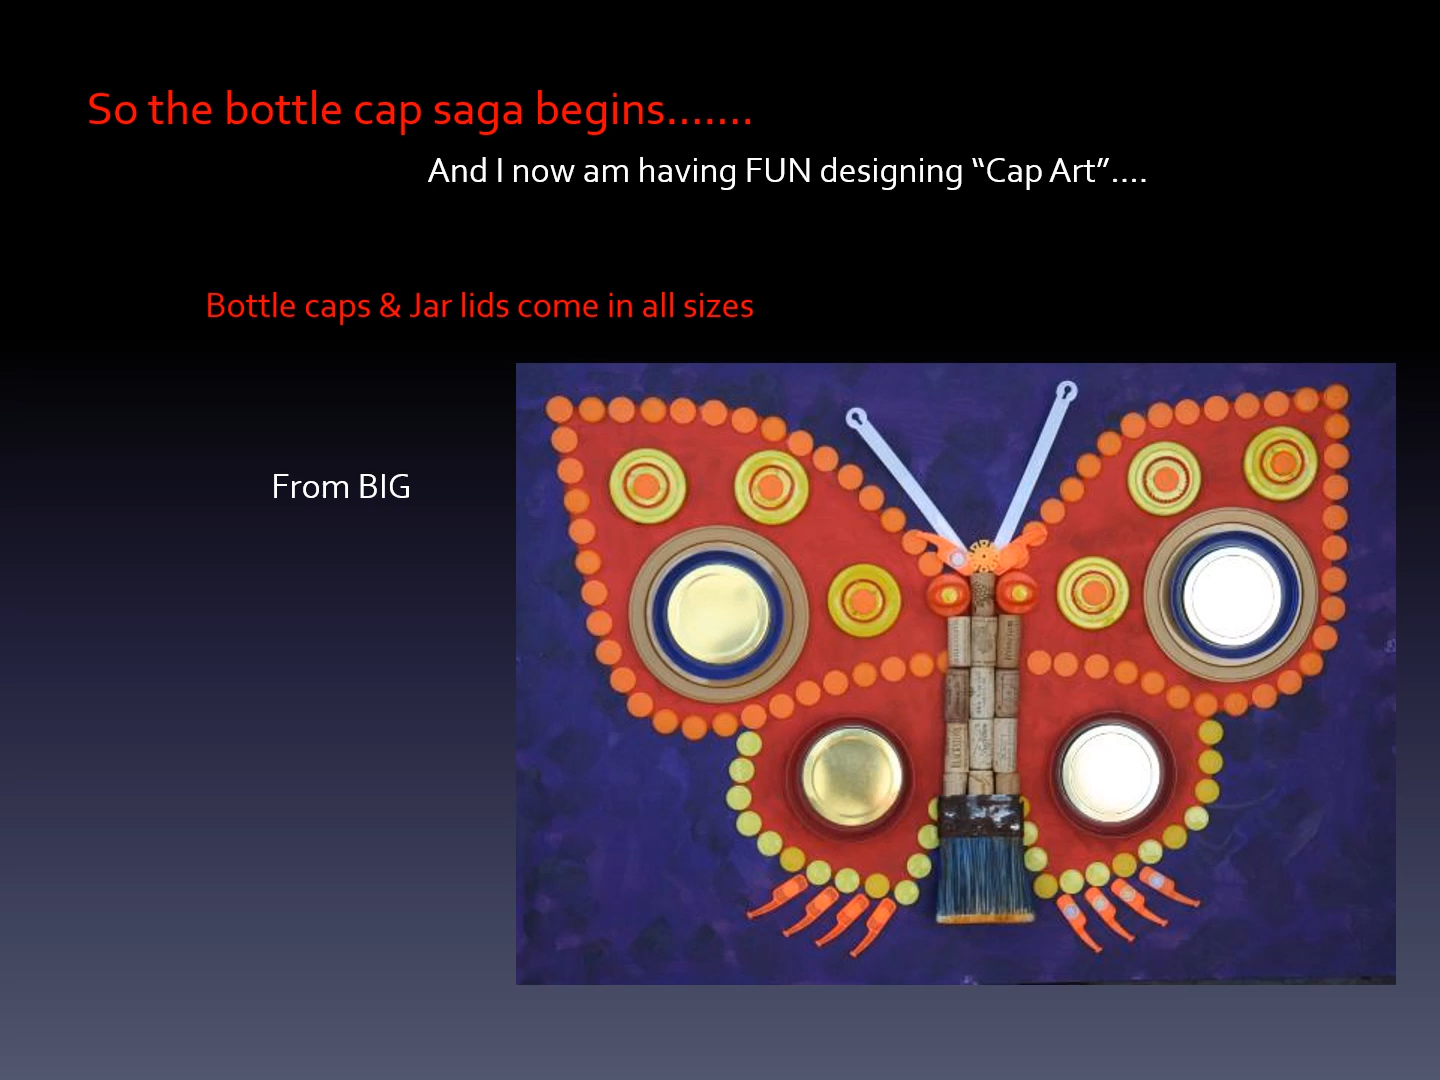 So the bottle cap saga begins…….
And I now am having FUN designing “Cap Art”….
Bottle caps & Jar lids come in all sizes
From BIG